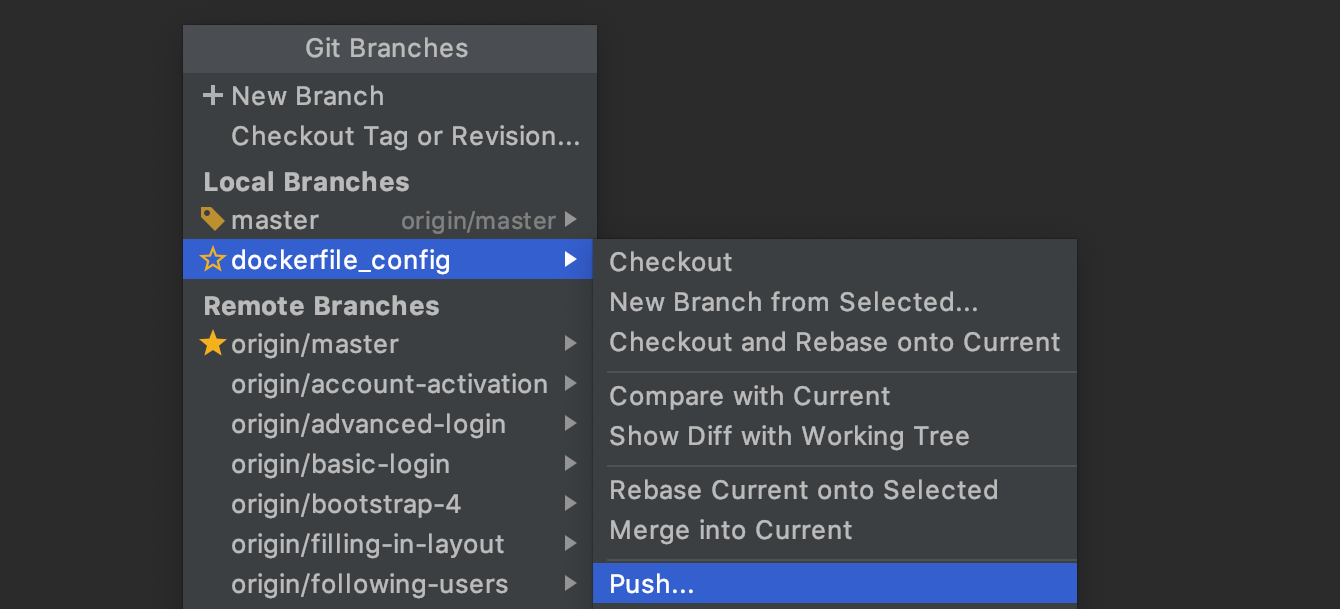 Git Branches
New Branch
Checkout Tag or Revision...
Local Branches
master origin/master
dockerfile_config
Remote Branches
origin/master
origin/account-activation
origin/advanced-login
origin/basic-login
origin/bootstrap-4
origin/filling-in-layout
origin/following-users
Checkout
New Branch from Selected...
Checkout and Rebase onto Current
Compare with Current
Show Diff with Working Tree
Rebase Current onto Selected
Merge into Current
Push...